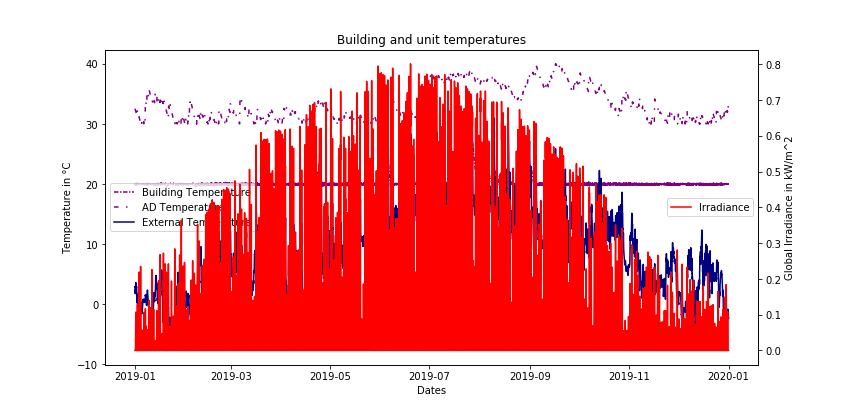 Building and unit temperatures
40
30
20
10
0
−10
Temperature in °C
0.8
0.7
0.6
0.5
0.4
0.3
0.2
0.1
0.0
Global Irradiance in kW/m^2
Building Temperature
AD Temperature
External Temperature
Irradiance
2019-01
2019-03
2019-05
2019-07
2019-09
2019-11
2020-01
Dates